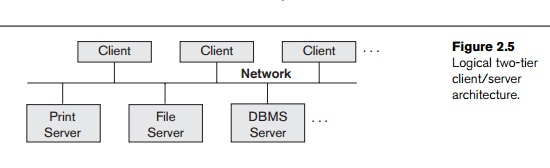 Client Client Client . . .
Network
Print Server
File Server
DBMS Server
. . .
Figure 2.5
Logical two-tier
client/server
architecture.